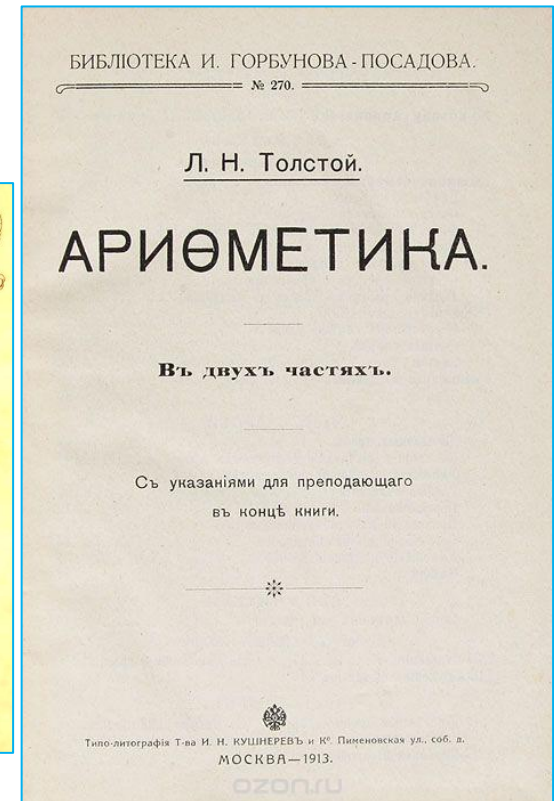 БИБЛІОТЕКА И. ГОРБУНОВА-ПОСАДОВА.
№ 270.
Л. Н. Толстой.
АРИѲМЕТИКА.
Въ двухъ частяхъ.
Съ указаніями для преподающаго
въ концѣ книги.
Типо-литографія Т-ва И. Н. КУШНЕРЕВЪ и Кº. Пименовская ул., соб. д.
МОСКВА—1913.
ozon.ru